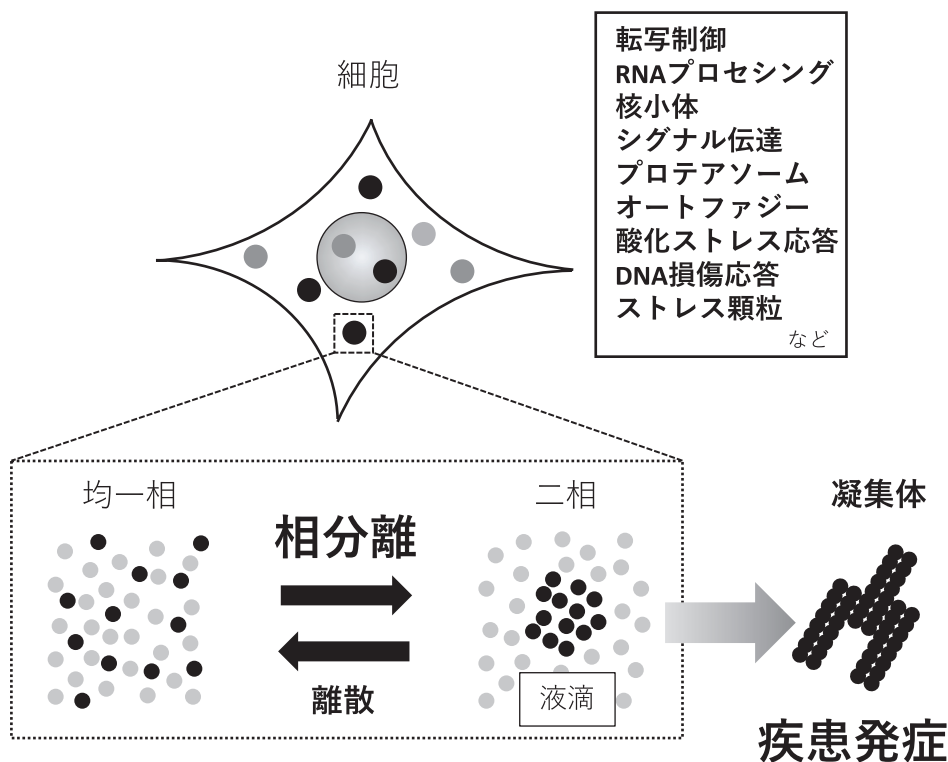 細胞
転写制御
RNAプロセシング
核小体
シグナル伝達
プロテアソーム
オートファジー
酸化ストレス応答
DNA損傷応答
ストレス顆粒
など
均一相
相分離
離散
二相
液滴
凝集体
疾患発症